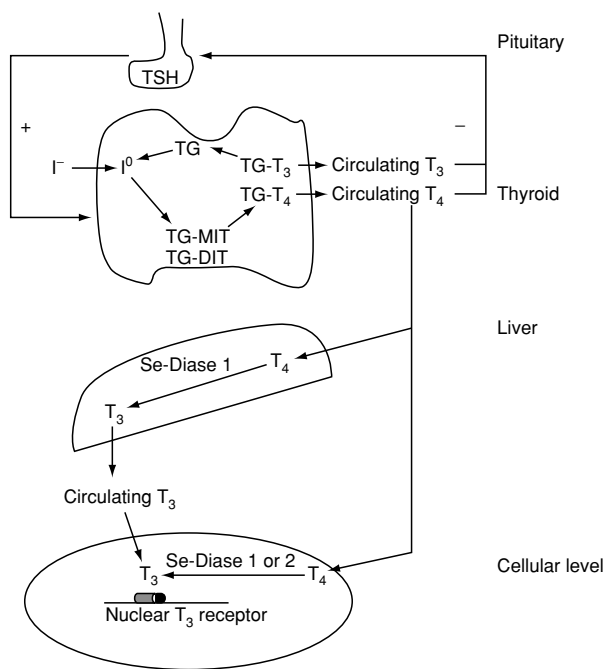 Pituitary
TSH
+
−
TG
I⁻
I⁰
TG-T₃
Circulating T₃
TG-T₄
Circulating T₄
Thyroid
TG-MIT
TG-DIT
Liver
Se-Diase 1
T₄
T₃
Circulating T₃
Se-Diase 1 or 2
T₃
T₄
Cellular level
Nuclear T₃ receptor